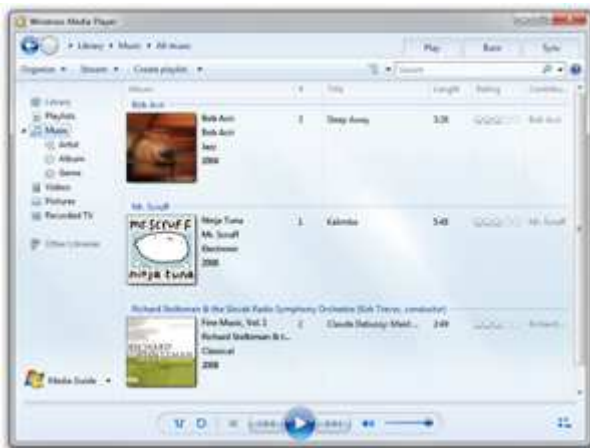 Windows Media Player
Library Music All music
Play Burn Sync
Organize Stream Create playlist Search
Album # Title Length Rating Contribu...
Library
Playlists
Music
Artist
Album
Genre
Videos
Pictures
Recorded TV
Other Libraries
Bob Acri
Bob Acri 3 Sleep Away 3:20 Bob Acri
Bob Acri
Jazz
2004
Mr. Scruff
mr scruff
ninja tuna
Ninja Tuna 1 Kalimba 5:48 Mr. Scruff
Mr. Scruff
Electronic
2008
Richard Stoltzman & the Slovak Radio Symphony Orchestra (Kirk Trevor, conductor)
RICHARD
STOLTZMAN
Fine Music, Vol. 1 2 Claude Debussy: Maid... 2:49 Richard...
Richard Stoltzman & t...
Classical
2008
Media Guide